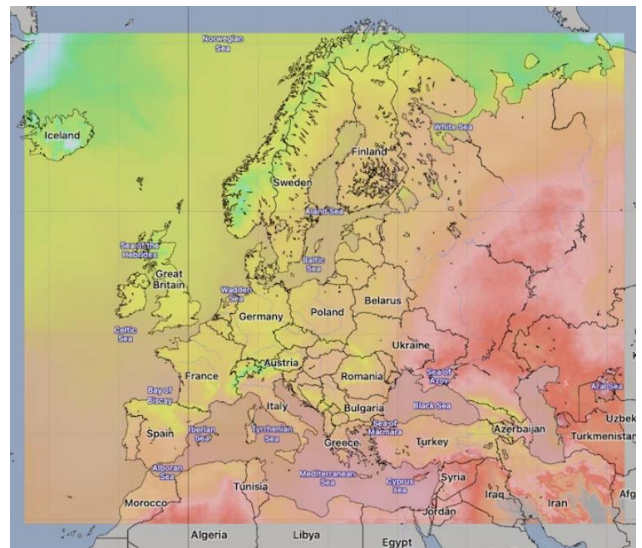 Norwegian
Sea
Iceland
White Sea
Finland
Sweden
Aland Sea
Sea of the
Hebrides
Baltic
Sea
Great
Britain
Wadden
Sea
Belarus
Poland
Germany
Celtic
Sea
Ukraine
Austria
France
Romania
Sea of
Azov
Aral Sea
Bay of
Biscay
Italy
Bulgaria
Black Sea
Uzbek
Spain
Iberian
Sea
Tyrrhenian
Sea
Sea of
Marmara
Azerbaijan
Turkmenistan
Greece
Turkey
Alboran
Sea
Mediterranean
Sea
Cyprus
sea
Syria
Tunisia
Iraq
Iran
Afg
Morocco
Jordan
Algeria
Libya
Egypt